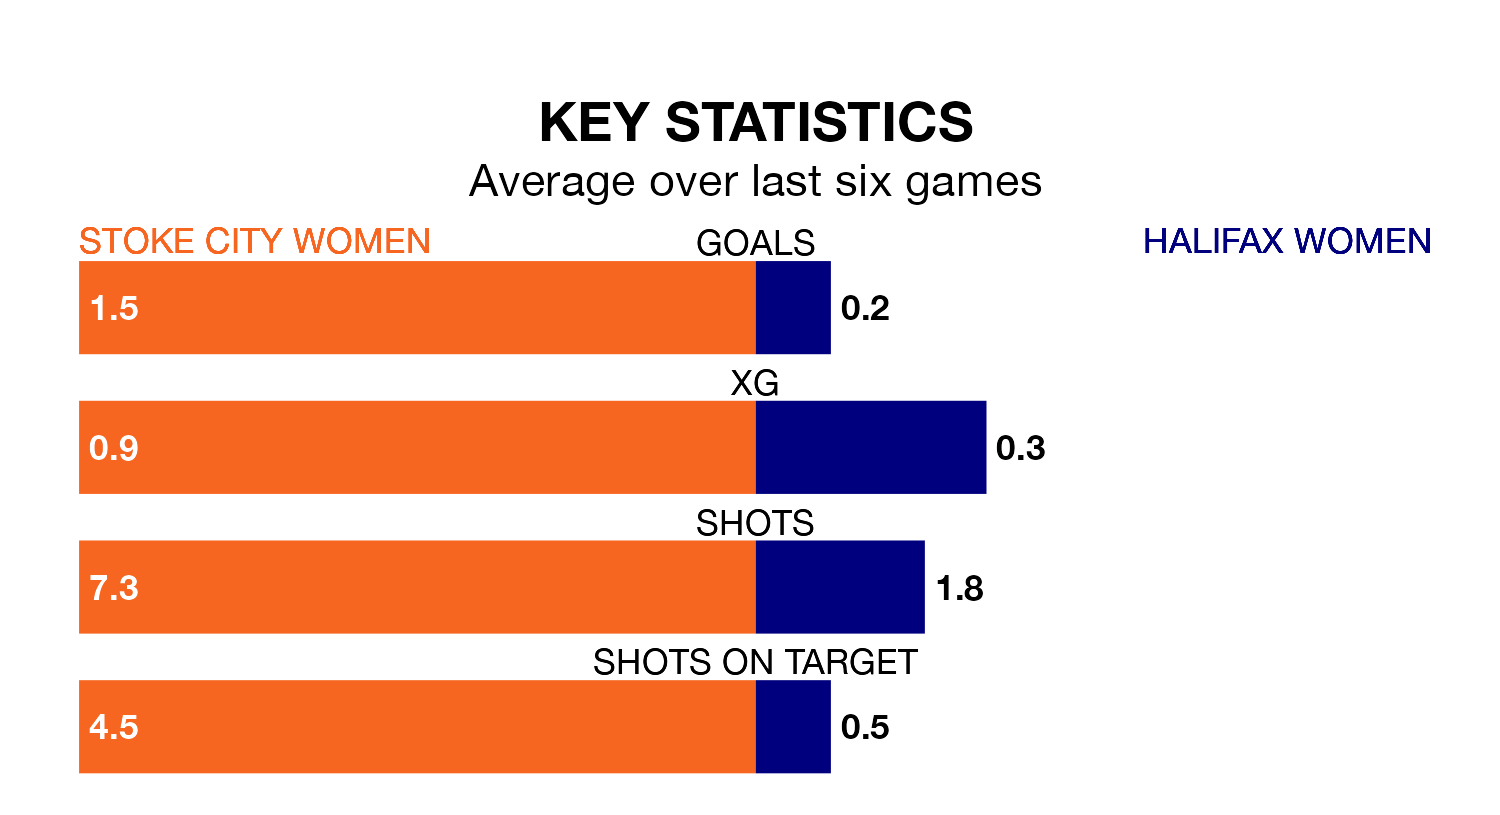 KEY STATISTICS
Average over last six games
STOKE CITY WOMEN
GOALS
HALIFAX WOMEN
1.5
0.2
XG
0.9
0.3
SHOTS
7.3
1.8
SHOTS ON TARGET
4.5
0.5